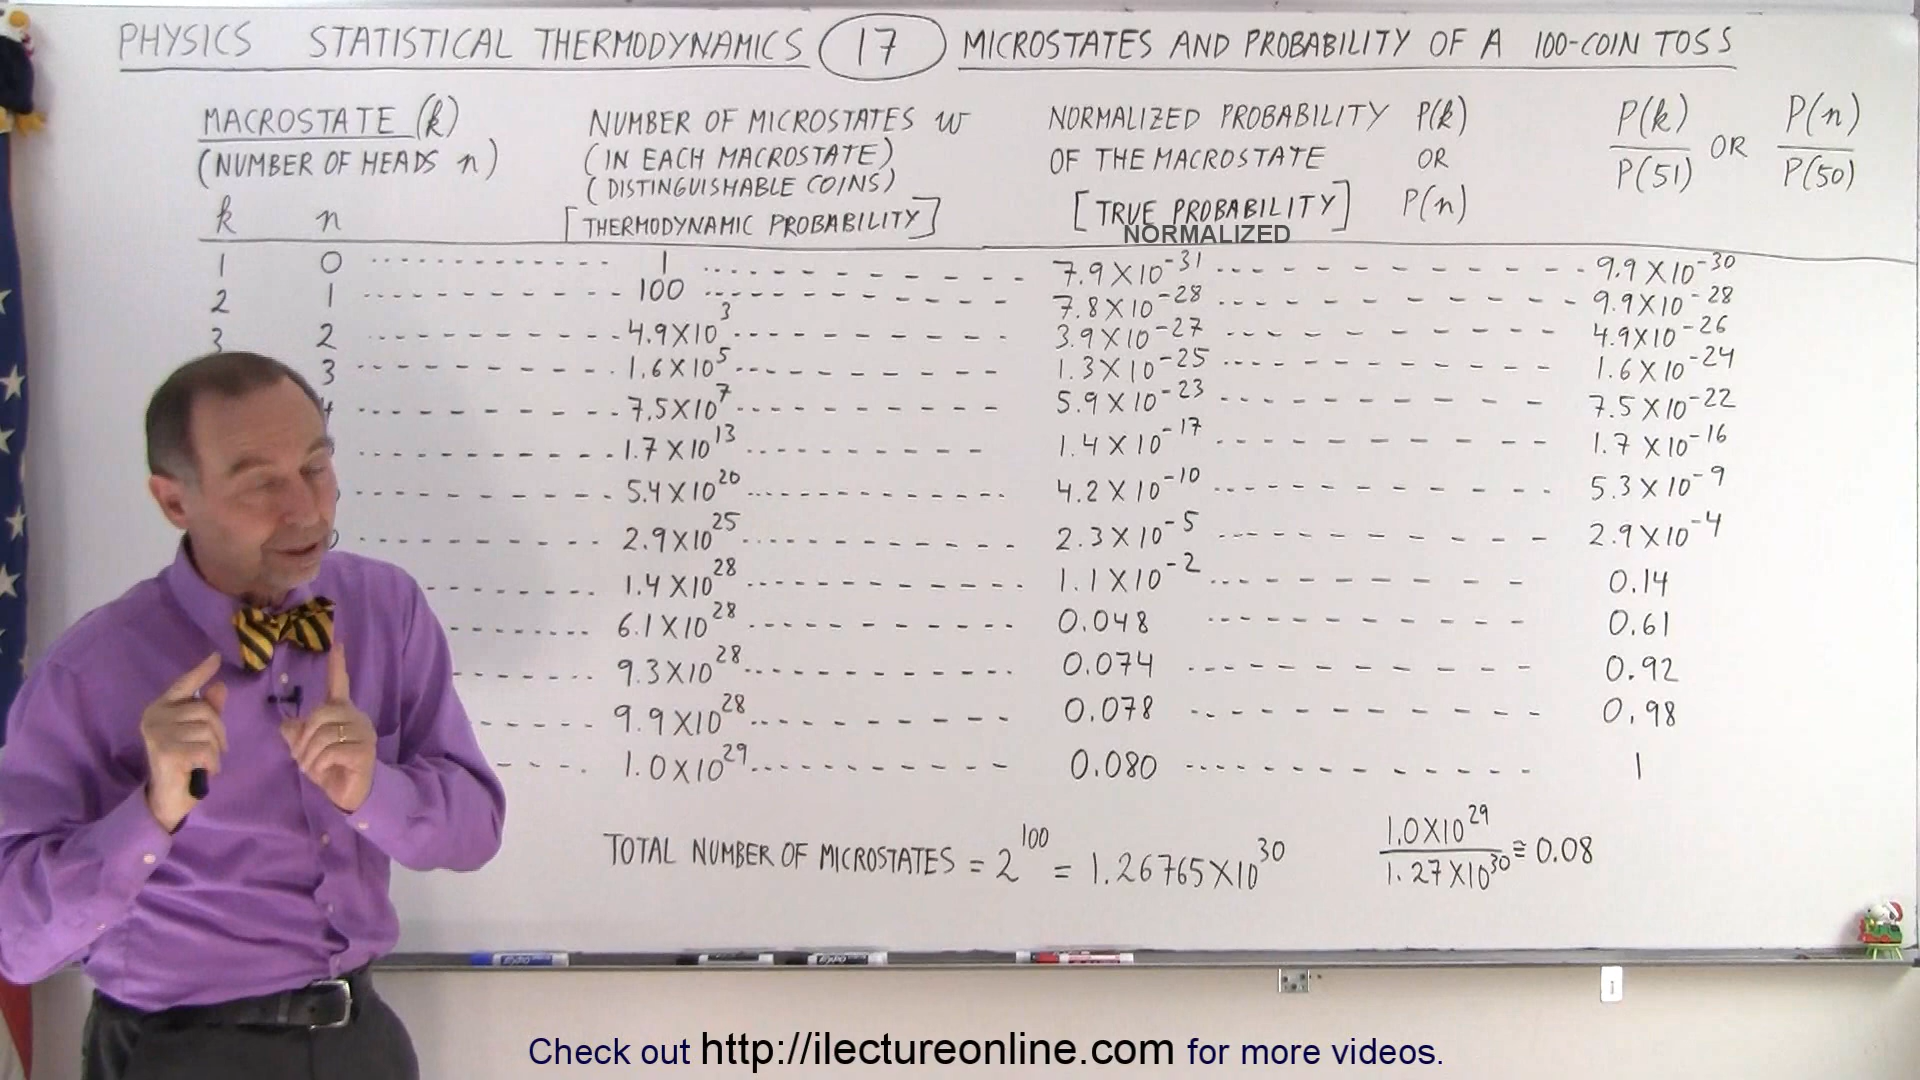 PHYSICS STATISTICAL THERMODYNAMICS 17 MICROSTATES AND PROBABILITY OF A 100-COIN TOSS
MACROSTATE (k) NUMBER OF MICROSTATES w NORMALIZED PROBABILITY P(k) P(k)/P(51) OR P(n)/P(50)
(NUMBER OF HEADS n) (IN EACH MACROSTATE) OF THE MACROSTATE OR
(DISTINGUISHABLE COINS)
k n [THERMODYNAMIC PROBABILITY] [TRUE PROBABILITY] P(n)
NORMALIZED
1 0 1 7.9X10^-31 9.9X10^-30
2 1 100 7.8X10^-28 9.9X10^-28
3 2 4.9X10^3 3.9X10^-27 4.9X10^-26
3 1.6X10^5 1.3X10^-25 1.6X10^-24
4 7.5X10^7 5.9X10^-23 7.5X10^-22
1.7X10^13 1.4X10^-17 1.7X10^-16
5.4X10^20 4.2X10^-10 5.3X10^-9
2.9X10^25 2.3X10^-5 2.9X10^-4
1.4X10^28 1.1X10^-2 0.14
6.1X10^28 0.048 0.61
9.3X10^28 0.074 0.92
9.9X10^28 0.078 0.98
1.0X10^29 0.080 1
TOTAL NUMBER OF MICROSTATES = 2^100 = 1.26765X10^30 1.0X10^29/1.27X10^30 ≅ 0.08
Check out http://ilectureonline.com for more videos.